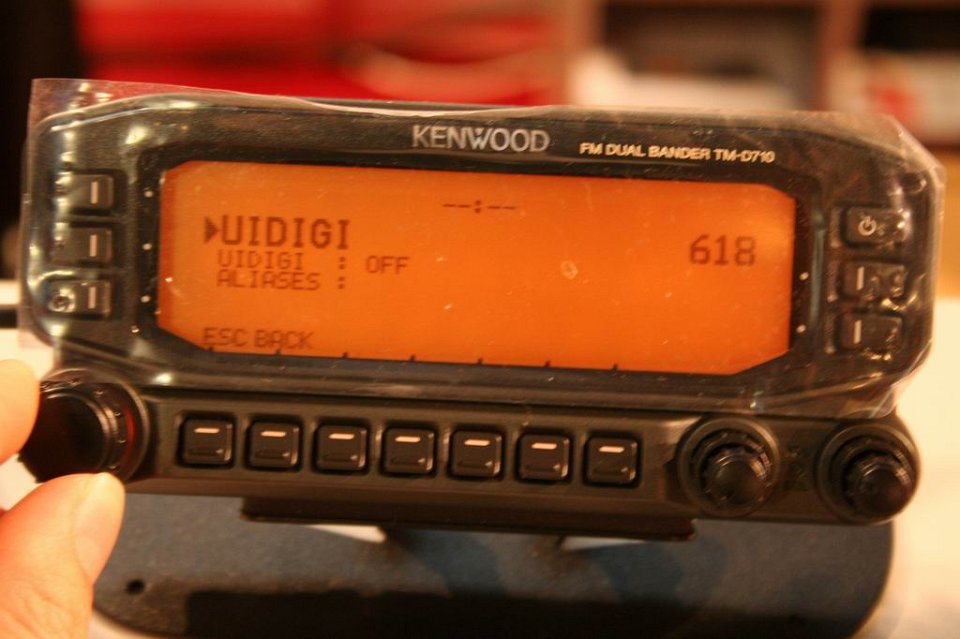 KENWOOD
FM DUAL BANDER TM-D710
--:--
▶UIDIGI
618
UIDIGI : OFF
ALIASES :
ESC BACK